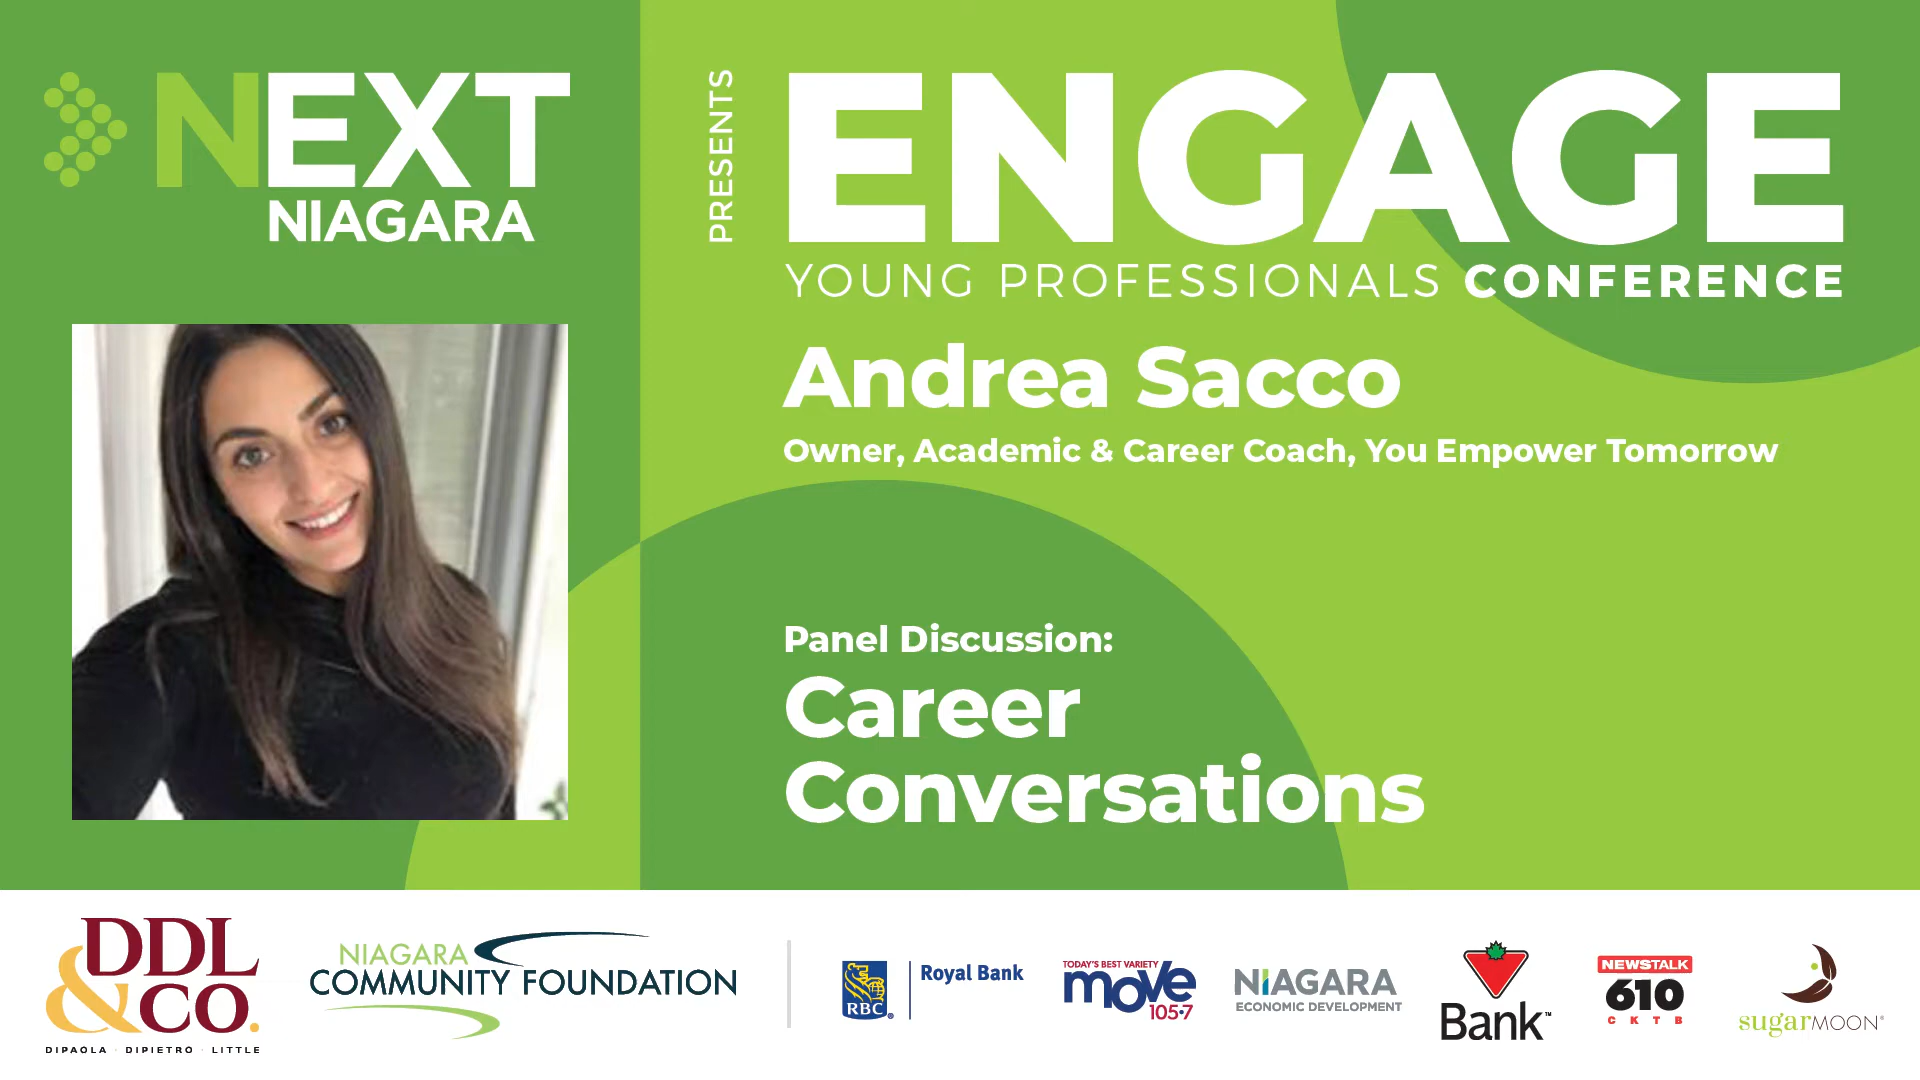 NEXT
NIAGARA
PRESENTS
ENGAGE
YOUNG PROFESSIONALS CONFERENCE
Andrea Sacco
Owner, Academic & Career Coach, You Empower Tomorrow
Panel Discussion:
Career
Conversations
DDL
&CO.
DIPAOLA · DIPIETRO · LITTLE
NIAGARA
COMMUNITY FOUNDATION
RBC®
Royal Bank
TODAY'S BEST VARIETY
move
105•7
NIAGARA
ECONOMIC DEVELOPMENT
Bank™
NEWSTALK
610
CKTB
sugarMOON®